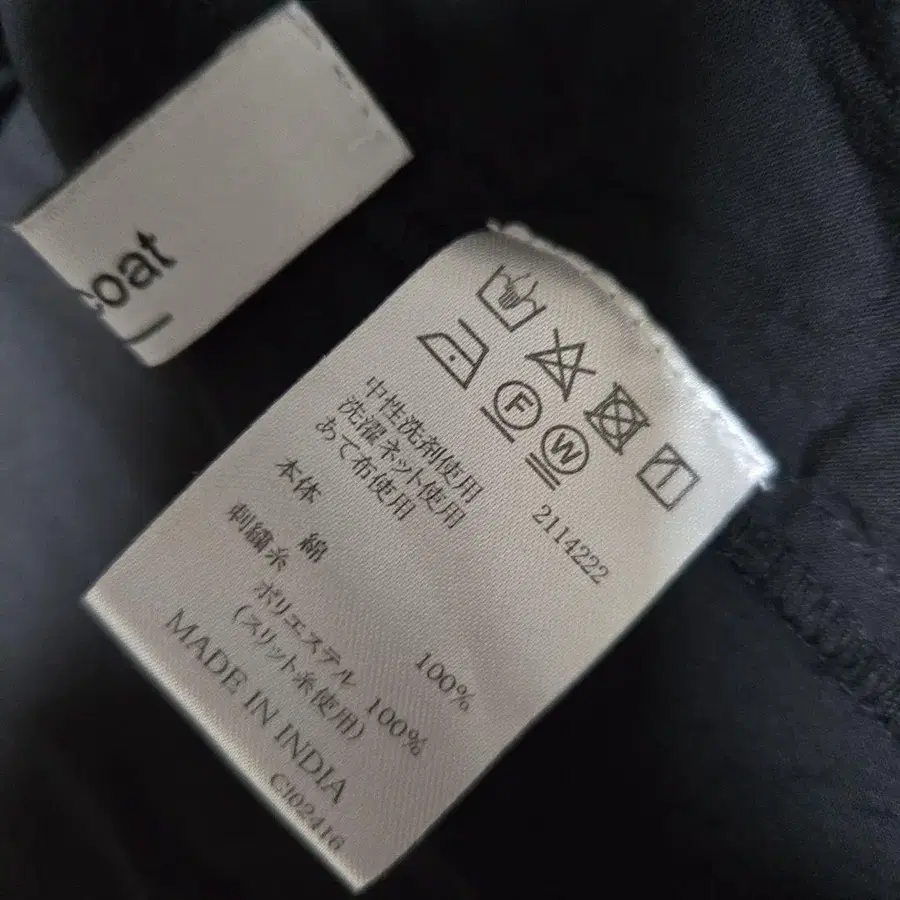 coat
F
W
2114222
中性洗剤使用
洗濯ネット使用
あて布使用
本体 綿 100%
刺繍糸 ポリエステル 100%
(スリット糸使用)
MADE IN INDIA
GI02416